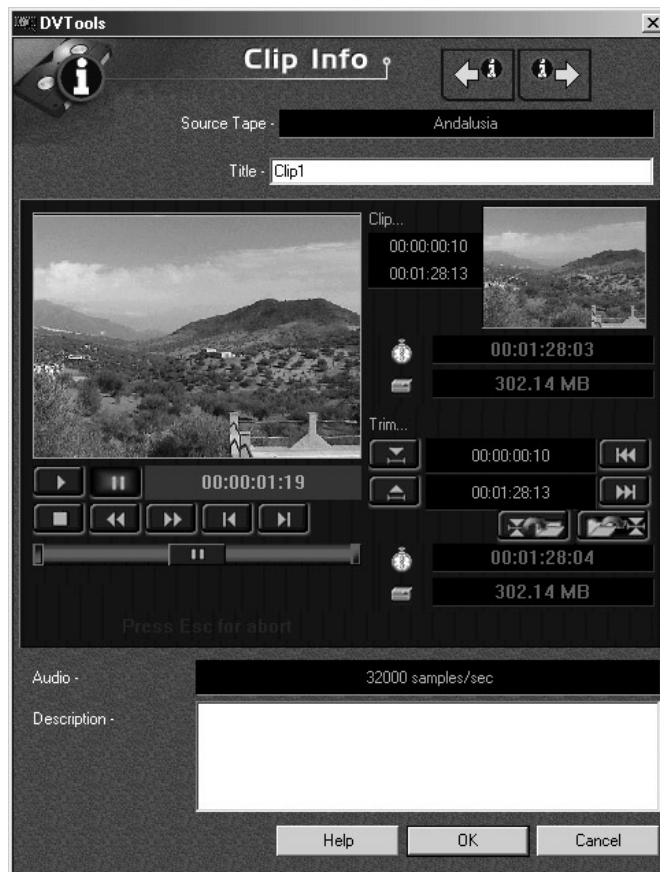 DVTools
Clip Info
Source Tape - Andalusia
Title - Clip1
Clip...
00:00:00:10
00:01:28:13
00:01:28:03
302.14 MB
Trim...
00:00:00:10
00:01:28:13
00:00:01:19
00:01:28:04
302.14 MB
Press Esc for abort
Audio - 32000 samples/sec
Description -
Help OK Cancel